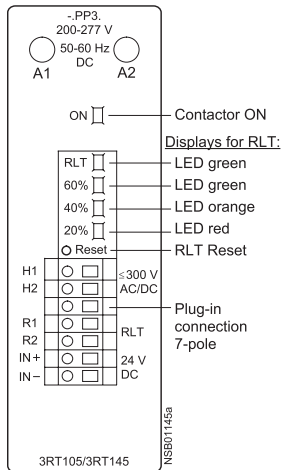 -.PP3.
200-277 V
50-60 Hz
DC
A1
A2
ON
Contactor ON
Displays for RLT:
RLT
LED green
60%
LED green
40%
LED orange
20%
LED red
Reset
RLT Reset
H1
≤300 V
H2
AC/DC
Plug-in
connection
7-pole
R1
RLT
R2
IN+
24 V
IN–
DC
NSB01145a
3RT105/3RT145